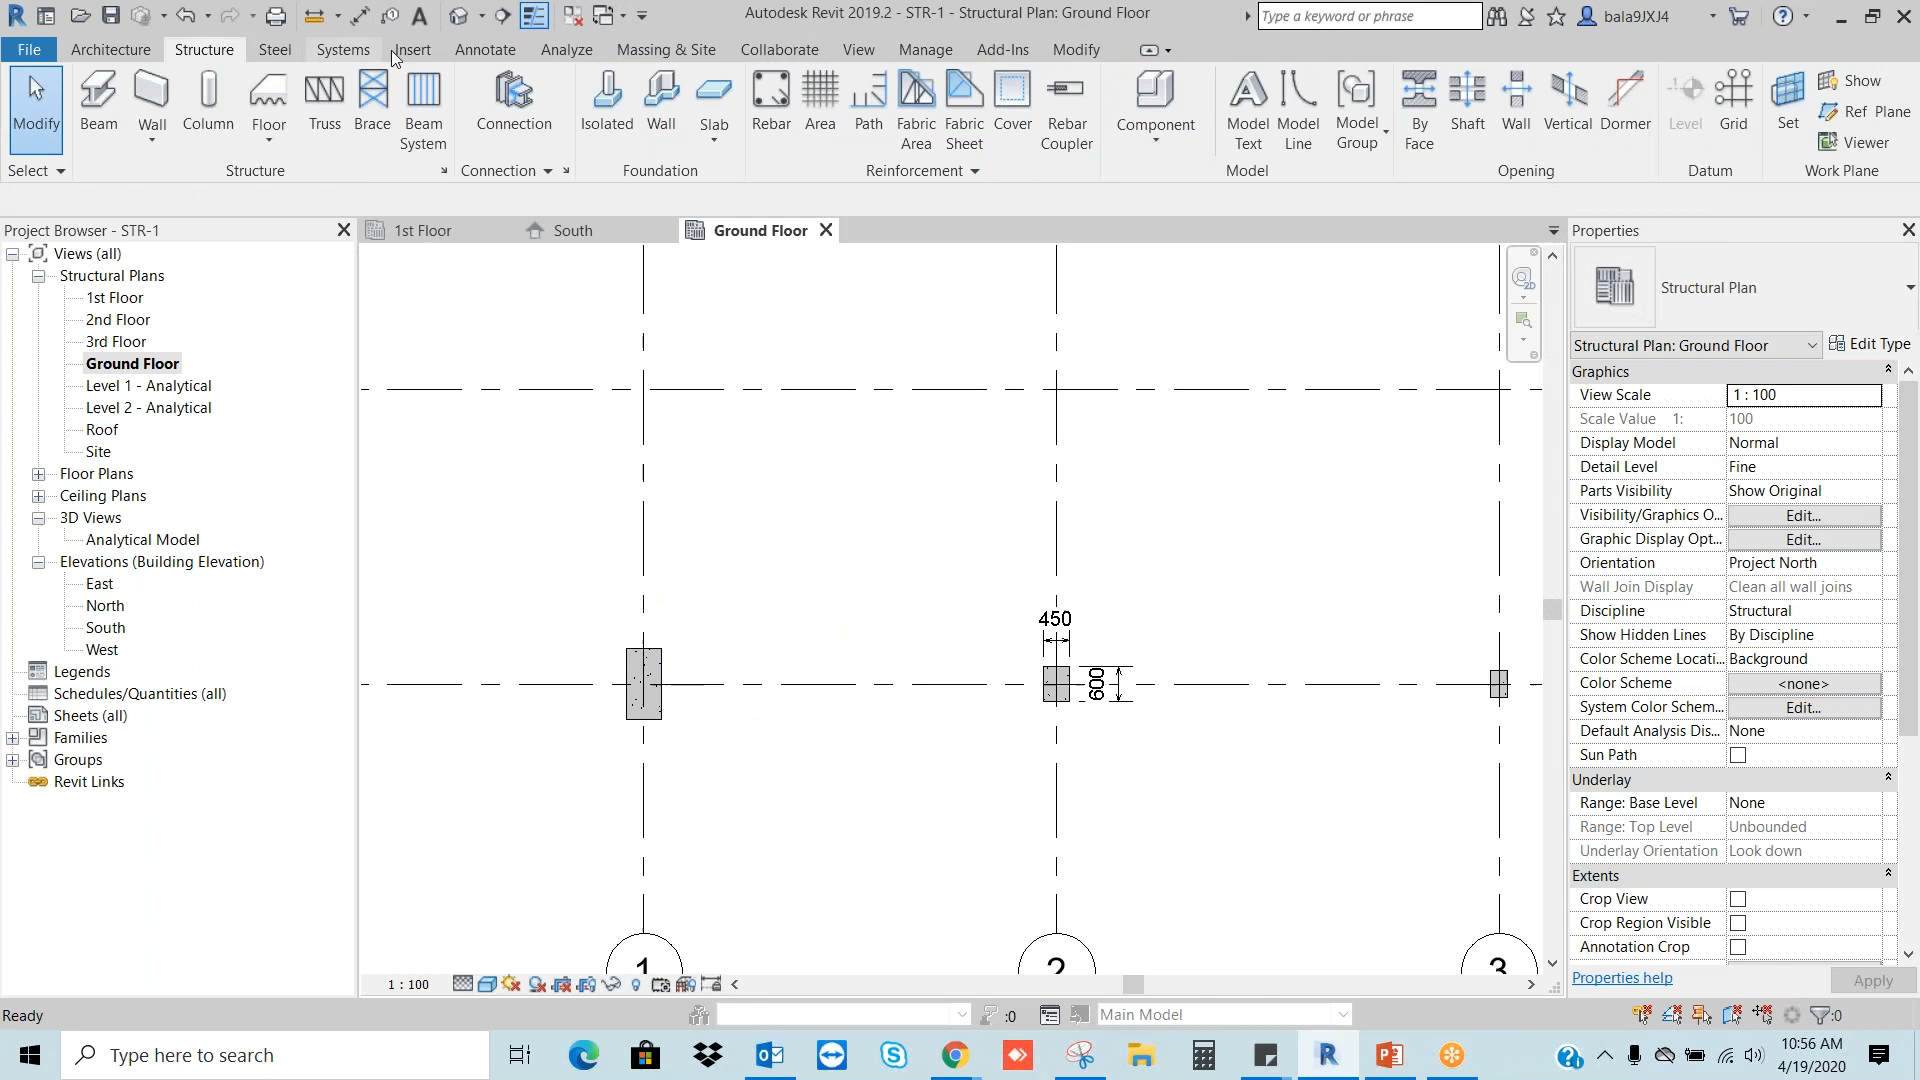 Autodesk Revit 2019.2 - STR-1 - Structural Plan: Ground Floor
Type a keyword or phrase
bala9JXJ4
File Architecture Structure Steel Systems Insert Annotate Analyze Massing & Site Collaborate View Manage Add-Ins Modify
Modify Beam Wall Column Floor Truss Brace Beam System Connection Isolated Wall Slab Rebar Area Path Fabric Area Fabric Sheet Cover Rebar Coupler Component Model Text Model Line Model Group By Face Shaft Wall Vertical Dormer Level Grid Set Show Ref Plane Viewer
Select Structure Connection Foundation Reinforcement Model Opening Datum Work Plane
Project Browser - STR-1
Views (all)
Structural Plans
1st Floor
2nd Floor
3rd Floor
Ground Floor
Level 1 - Analytical
Level 2 - Analytical
Roof
Site
Floor Plans
Ceiling Plans
3D Views
Analytical Model
Elevations (Building Elevation)
East
North
South
West
Legends
Schedules/Quantities (all)
Sheets (all)
Families
Groups
Revit Links
1st Floor South Ground Floor
2D
450
600
1 2 3
1 : 100
Properties
Structural Plan
Structural Plan: Ground Floor Edit Type
Graphics
View Scale 1 : 100
Scale Value 1: 100
Display Model Normal
Detail Level Fine
Parts Visibility Show Original
Visibility/Graphics O... Edit...
Graphic Display Opt... Edit...
Orientation Project North
Wall Join Display Clean all wall joins
Discipline Structural
Show Hidden Lines By Discipline
Color Scheme Locati... Background
Color Scheme <none>
System Color Schem... Edit...
Default Analysis Dis... None
Sun Path
Underlay
Range: Base Level None
Range: Top Level Unbounded
Underlay Orientation Look down
Extents
Crop View
Crop Region Visible
Annotation Crop
Properties help Apply
Ready :0 Main Model :0
Type here to search
10:56 AM
4/19/2020